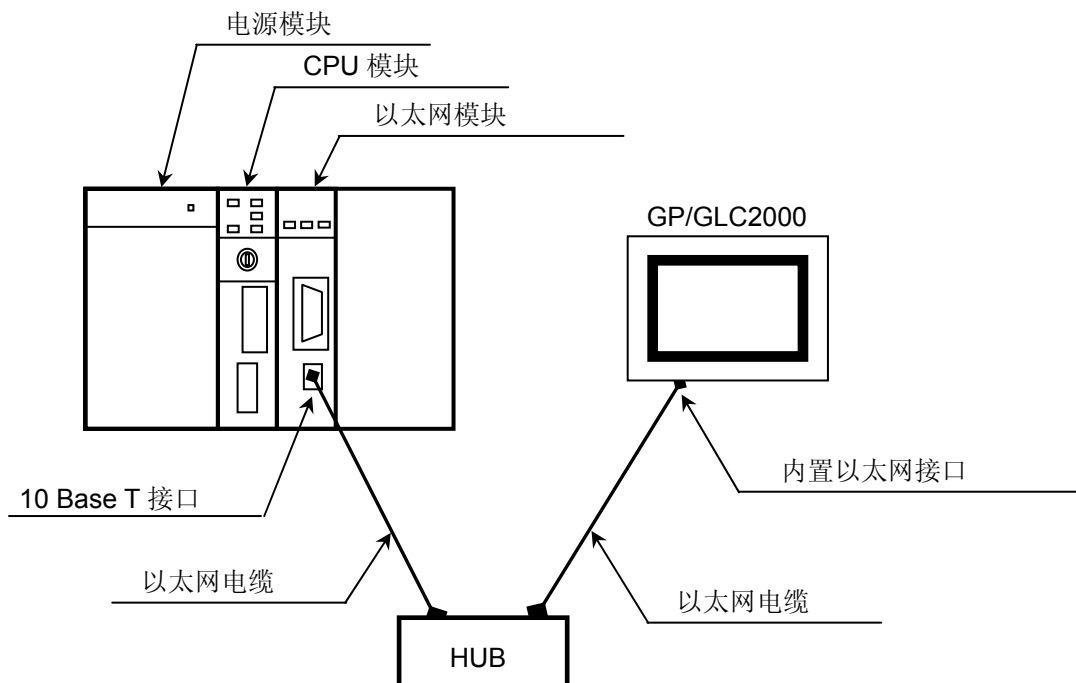 电源模块
CPU 模块
以太网模块
GP/GLC2000
内置以太网接口
10 Base T 接口
以太网电缆
以太网电缆
HUB